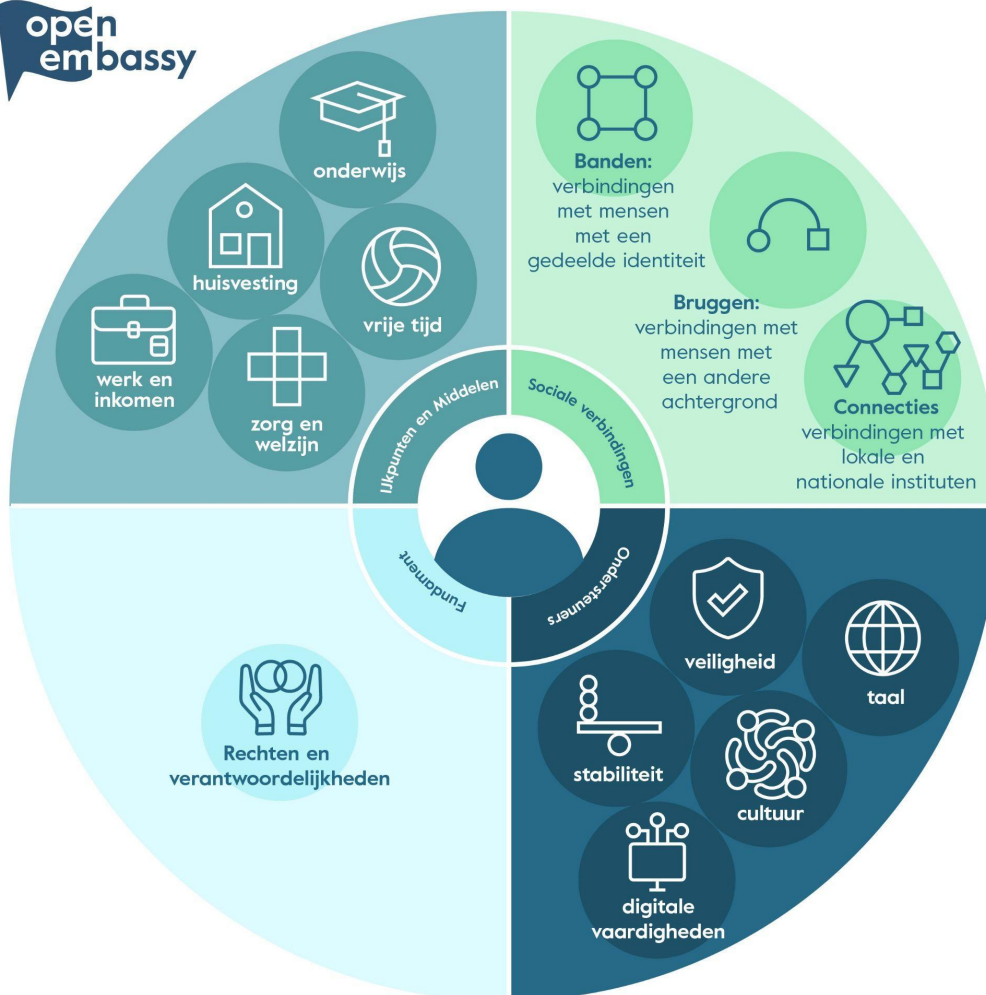 open
embassy
onderwijs
huisvesting
vrije tijd
werk en
inkomen
zorg en
welzijn
IJkpunten en Middelen
Sociale verbindingen
Banden:
verbindingen
met mensen
met een
gedeelde identiteit
Bruggen:
verbindingen met
mensen met
een andere
achtergrond
Connecties
verbindingen met
lokale en
nationale instituten
Fundament
Rechten en
verantwoordelijkheden
Ondersteuners
veiligheid
taal
stabiliteit
cultuur
digitale
vaardigheden